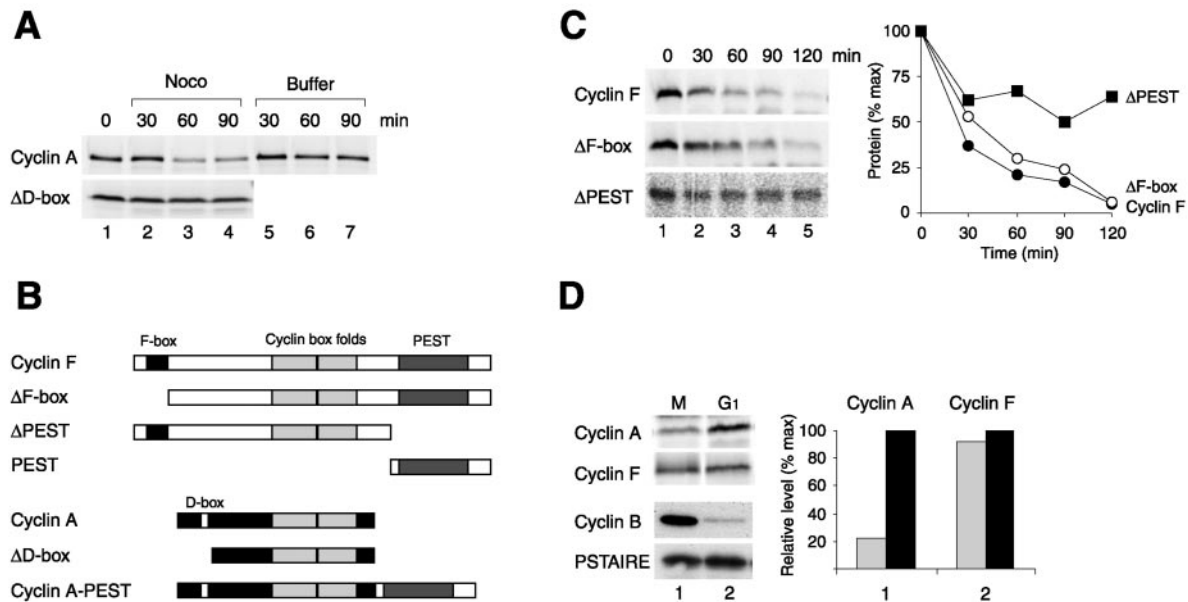 A
Noco Buffer
0 30 60 90 30 60 90 min
Cyclin A
ΔD-box
1 2 3 4 5 6 7
B
F-box Cyclin box folds PEST
Cyclin F
ΔF-box
ΔPEST
PEST
D-box
Cyclin A
ΔD-box
Cyclin A-PEST
C
0 30 60 90 120 min
Cyclin F
ΔF-box
ΔPEST
1 2 3 4 5
Protein (% max)
100
75
50
25
0
ΔPEST
ΔF-box
Cyclin F
0 30 60 90 120
Time (min)
D
M G1
Cyclin A
Cyclin F
Cyclin B
PSTAIRE
1 2
Cyclin A Cyclin F
Relative level (% max)
100
80
60
40
20
1 2